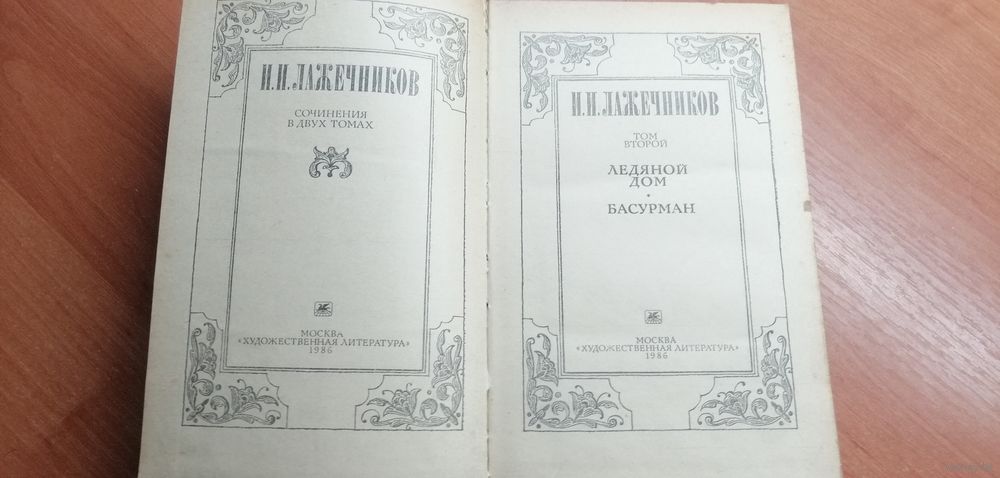 И.И. ЛАЖЕЧНИКОВ
СОЧИНЕНИЯ
В ДВУХ ТОМАХ
МОСКВА
«ХУДОЖЕСТВЕННАЯ ЛИТЕРАТУРА»
1986
И.И. ЛАЖЕЧНИКОВ
ТОМ
ВТОРОЙ
ЛЕДЯНОЙ
ДОМ
•
БАСУРМАН
МОСКВА
«ХУДОЖЕСТВЕННАЯ ЛИТЕРАТУРА»
1986